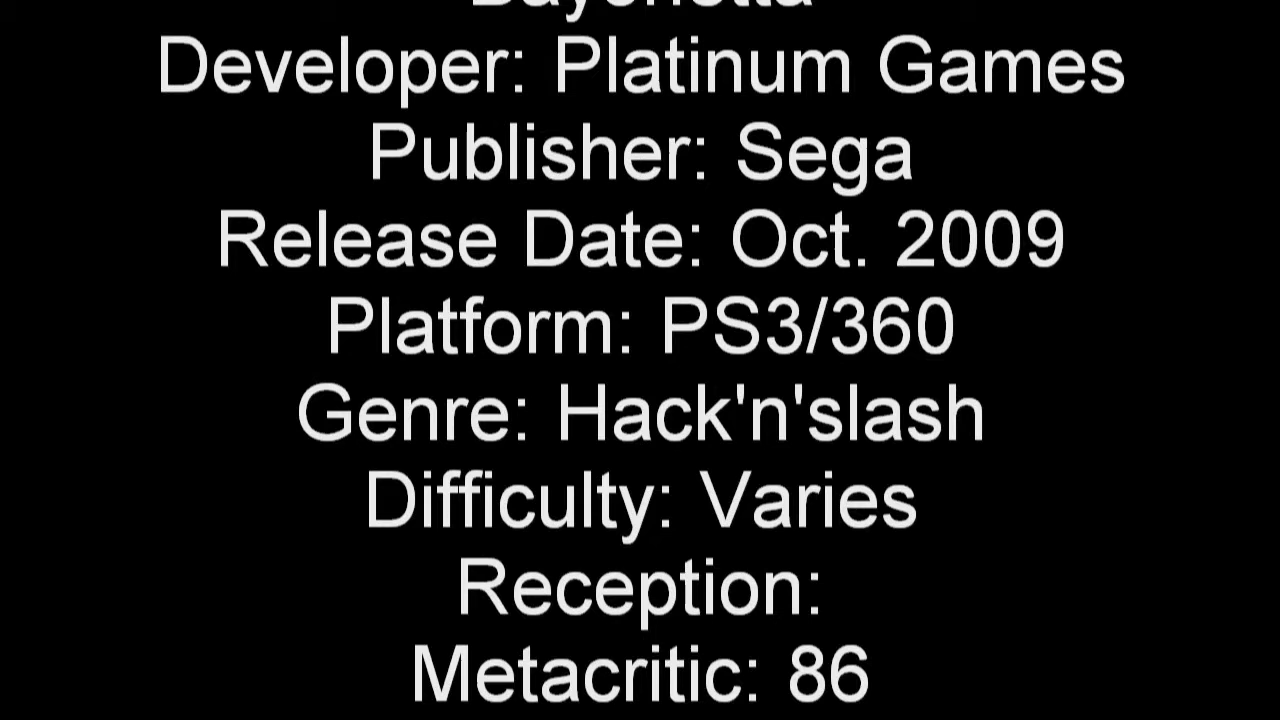 Bayonetta
Developer: Platinum Games
Publisher: Sega
Release Date: Oct. 2009
Platform: PS3/360
Genre: Hack'n'slash
Difficulty: Varies
Reception:
Metacritic: 86